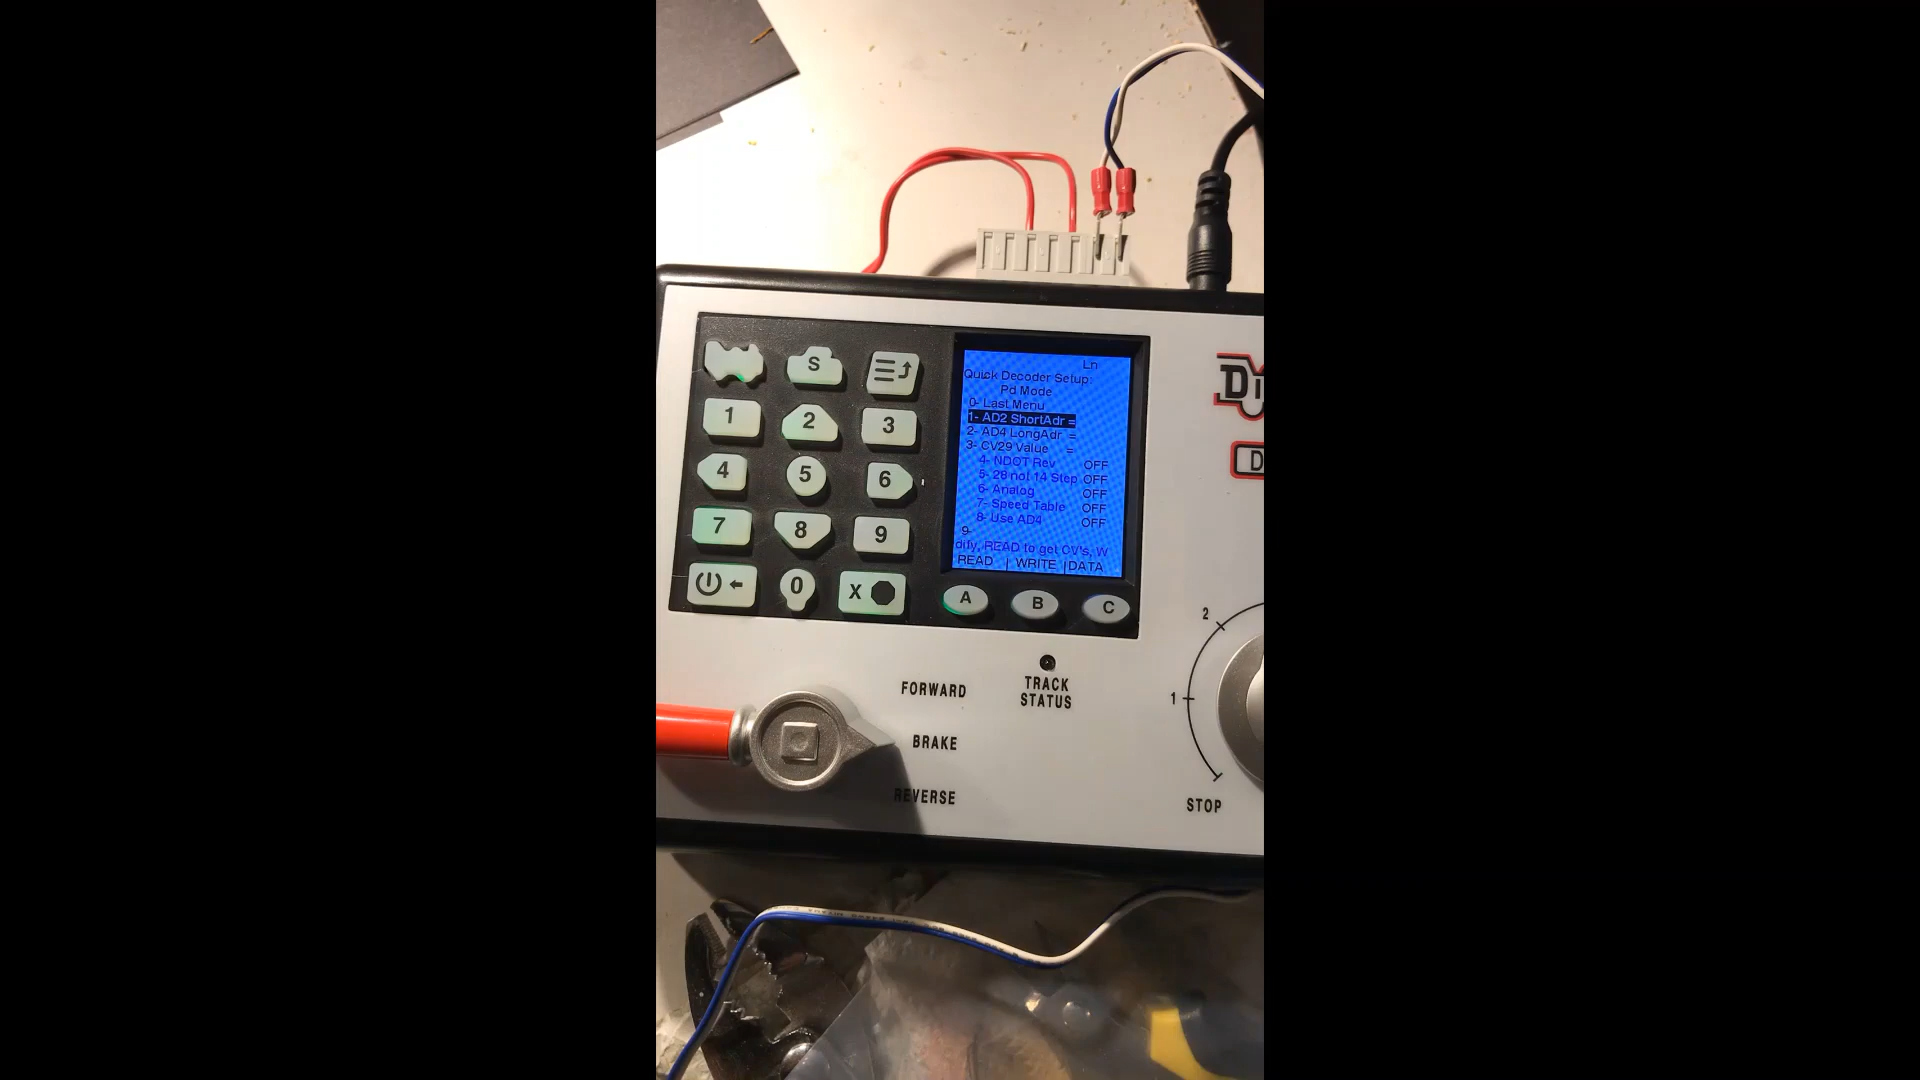 Ln
Quick Decoder Setup:
Pd Mode
0- Last Menu
1- AD2 ShortAdr =
2- AD4 LongAdr =
3- CV29 Value =
4- NDOT Rev OFF
5- 28 not 14 Step OFF
6- Analog OFF
7- Speed Table OFF
8- Use AD4 OFF
9-
dify, READ to get CV's, W
READ | WRITE | DATA
S
1 2 3
4 5 6
7 8 9
0 X
A B C
FORWARD
BRAKE
REVERSE
TRACK
STATUS
2
1
STOP
DI
D